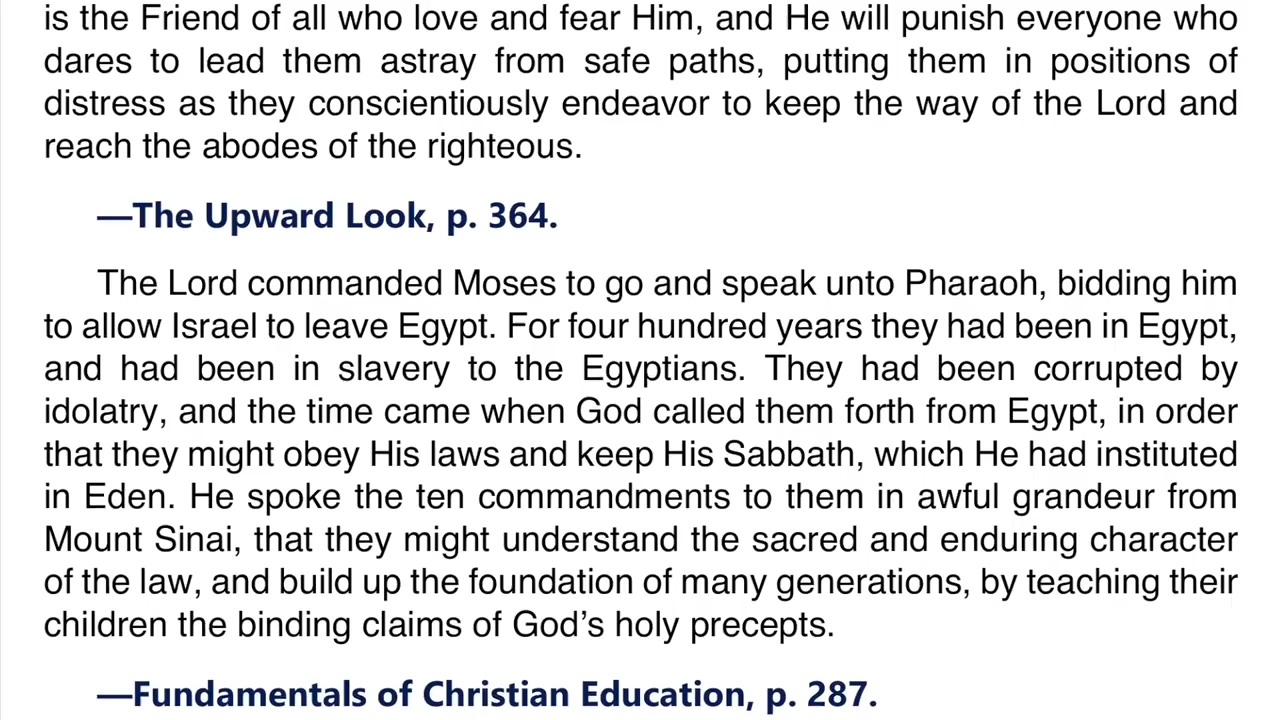 is the Friend of all who love and fear Him, and He will punish everyone who
dares to lead them astray from safe paths, putting them in positions of
distress as they conscientiously endeavor to keep the way of the Lord and
reach the abodes of the righteous.
—The Upward Look, p. 364.
The Lord commanded Moses to go and speak unto Pharaoh, bidding him
to allow Israel to leave Egypt. For four hundred years they had been in Egypt,
and had been in slavery to the Egyptians. They had been corrupted by
idolatry, and the time came when God called them forth from Egypt, in order
that they might obey His laws and keep His Sabbath, which He had instituted
in Eden. He spoke the ten commandments to them in awful grandeur from
Mount Sinai, that they might understand the sacred and enduring character
of the law, and build up the foundation of many generations, by teaching their
children the binding claims of God’s holy precepts.
—Fundamentals of Christian Education, p. 287.